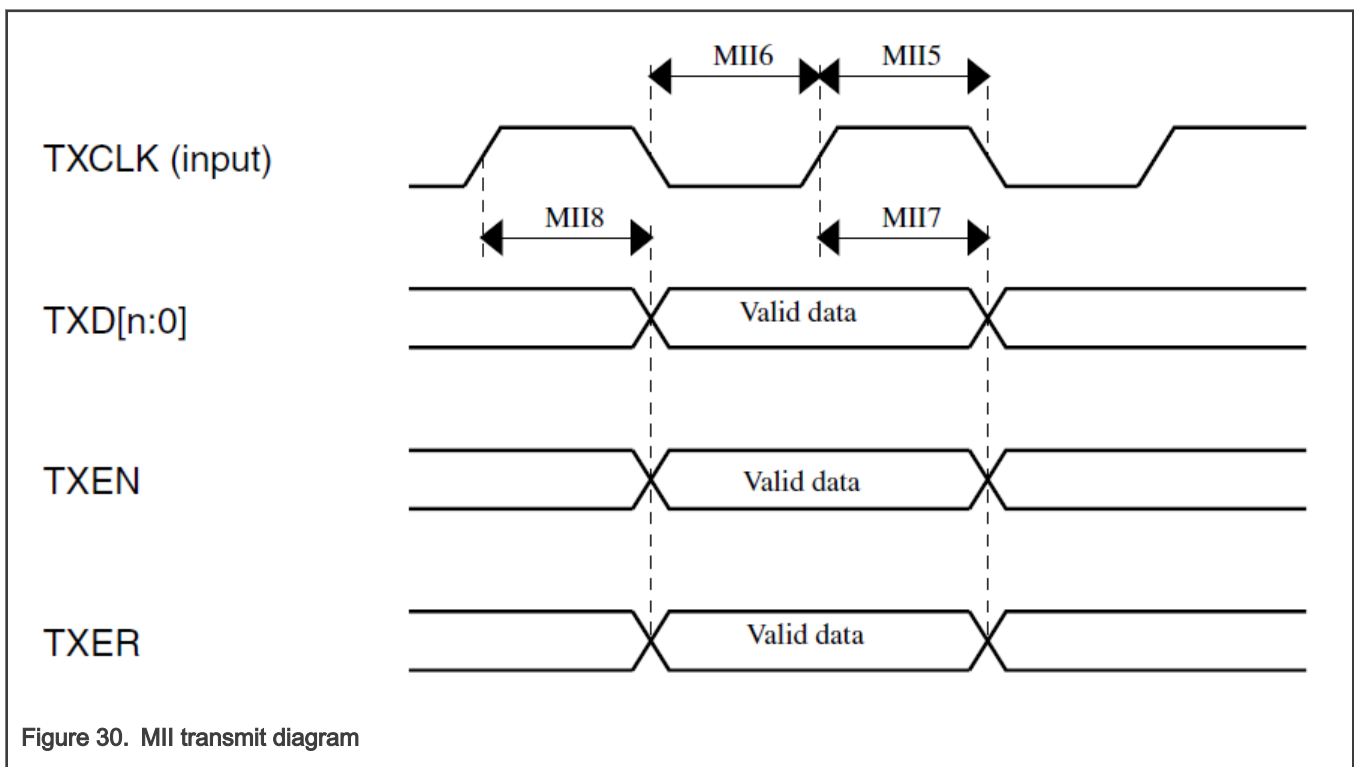 MII6 MII5
TXCLK (input)
MII8 MII7
TXD[n:0] Valid data
TXEN Valid data
TXER Valid data
Figure 30. MII transmit diagram